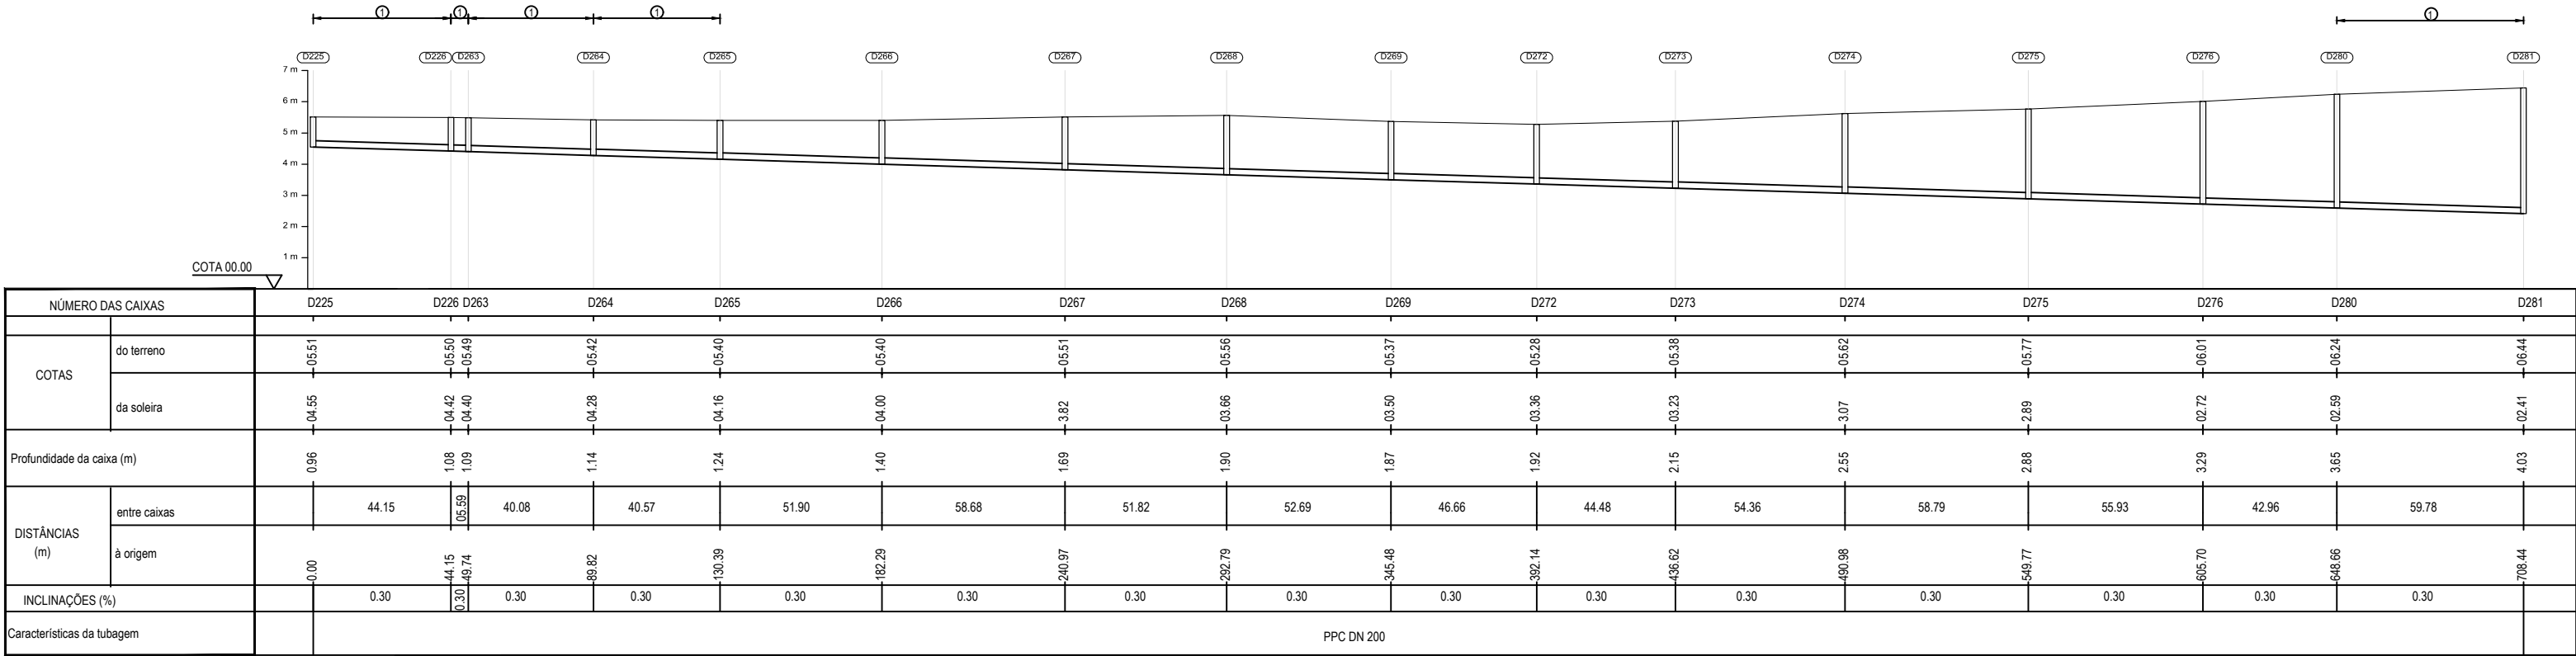 1 1 1 1 1
D225 D226 D263 D264 D265 D266 D267 D268 D269 D272 D273 D274 D275 D276 D280 D281
7 m
6 m
5 m
4 m
3 m
2 m
1 m
COTA 00.00
NÚMERO DAS CAIXAS D225 D226 D263 D264 D265 D266 D267 D268 D269 D272 D273 D274 D275 D276 D280 D281
COTAS
do terreno 05.51 05.50 05.49 05.42 05.40 05.40 05.51 05.56 05.37 05.28 05.38 05.62 05.77 06.01 06.24 06.44
da soleira 04.55 04.42 04.40 04.28 04.16 04.00 3.82 03.66 03.50 03.36 03.23 3.07 2.89 02.72 02.59 02.41
Profundidade da caixa (m) 0.96 1.08 1.09 1.14 1.24 1.40 1.69 1.90 1.87 1.92 2.15 2.55 2.88 3.29 3.65 4.03
DISTÂNCIAS
(m)
entre caixas 44.15 05.59 40.08 40.57 51.90 58.68 51.82 52.69 46.66 44.48 54.36 58.79 55.93 42.96 59.78
à origem 0.00 44.15 49.74 89.82 130.39 182.29 240.97 292.79 345.48 392.14 436.62 490.98 549.77 605.70 648.66 708.44
INCLINAÇÕES (%) 0.30 0.30 0.30 0.30 0.30 0.30 0.30 0.30 0.30 0.30 0.30 0.30 0.30 0.30 0.30
Características da tubagem PPC DN 200